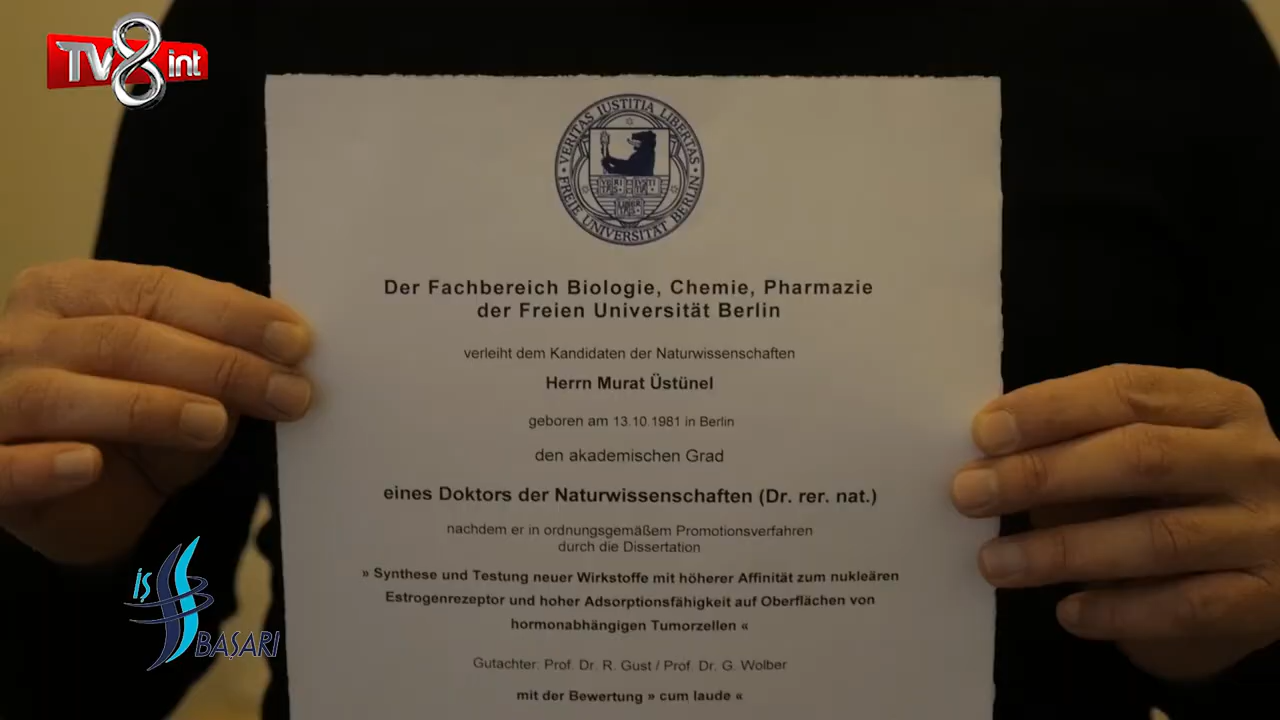 TV8 int
VERITAS IUSTITIA LIBERTAS
FREIE UNIVERSITÄT BERLIN
Der Fachbereich Biologie, Chemie, Pharmazie
der Freien Universität Berlin
verleiht dem Kandidaten der Naturwissenschaften
Herrn Murat Üstünel
geboren am 13.10.1981 in Berlin
den akademischen Grad
eines Doktors der Naturwissenschaften (Dr. rer. nat.)
nachdem er in ordnungsgemäßem Promotionsverfahren
durch die Dissertation
» Synthese und Testung neuer Wirkstoffe mit höherer Affinität zum nukleären
Estrogenrezeptor und hoher Adsorptionsfähigkeit auf Oberflächen von
hormonabhängigen Tumorzellen «
Gutachter: Prof. Dr. R. Gust / Prof. Dr. G. Wolber
mit der Bewertung » cum laude «
İŞ
BAŞARI